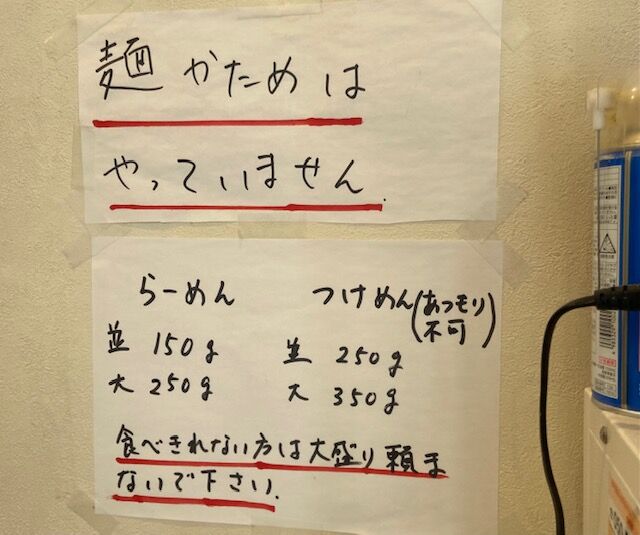 麺かためは
やっていません.
らーめん
並 150g
大 250g
つけめん(あつモリ不可)
並 250g
大 350g
食べきれない方は大盛り頼ま
ないで下さい.